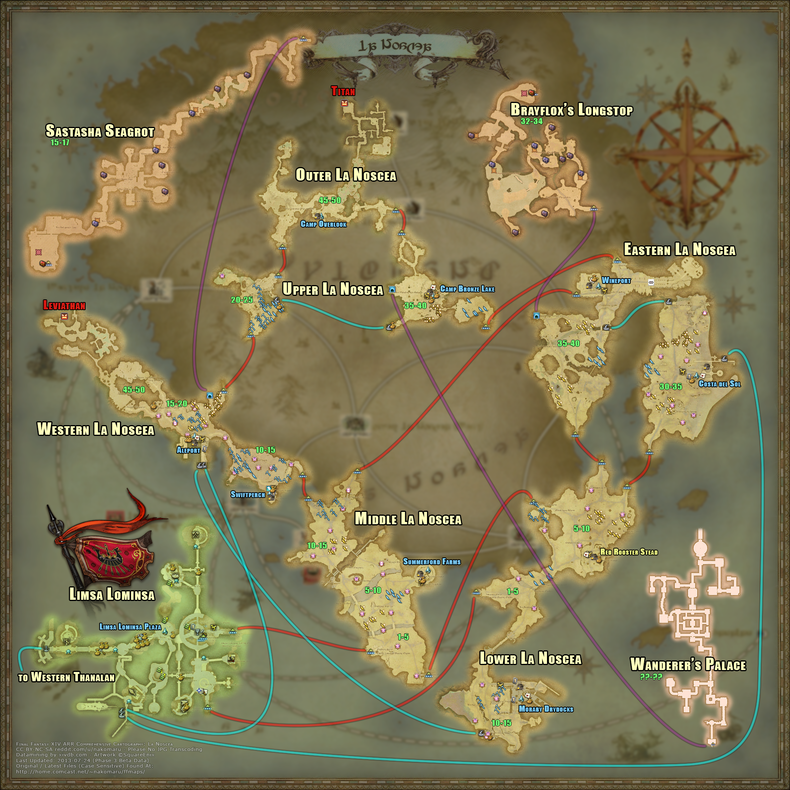 Titan
Sastasha Seagrot
15-17
Brayflox's Longstop
32-34
Outer La Noscea
45-50
Camp Overlook
Eastern La Noscea
Wineport
Upper La Noscea
20-25
Camp Bronze Lake
35-40
Leviathan
35-40
30-35
Costa del Sol
45-50
15-20
Western La Noscea
Aleport
10-15
Swiftperch
Middle La Noscea
10-15
5-10
Red Rooster Stead
Summerford Farms
5-10
1-5
Limsa Lominsa
Limsa Lominsa Plaza
1-5
Lower La Noscea
Wanderer's Palace
to Western Thanalan
Moraby Drydocks
10-15